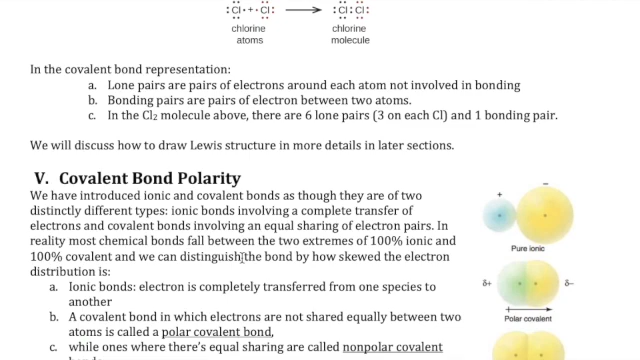 :Cl·+·Cl: ⟶ :Cl:Cl:
chlorine atoms
chlorine molecule
In the covalent bond representation:
a. Lone pairs are pairs of electrons around each atom not involved in bonding
b. Bonding pairs are pairs of electron between two atoms.
c. In the Cl₂ molecule above, there are 6 lone pairs (3 on each Cl) and 1 bonding pair.
We will discuss how to draw Lewis structure in more details in later sections.
V. Covalent Bond Polarity
We have introduced ionic and covalent bonds as though they are of two
distinctly different types: ionic bonds involving a complete transfer of
electrons and covalent bonds involving an equal sharing of electron pairs. In
reality most chemical bonds fall between the two extremes of 100% ionic and
100% covalent and we can distinguish the bond by how skewed the electron
distribution is:
a. Ionic bonds: electron is completely transferred from one species to
another
b. A covalent bond in which electrons are not shared equally between two
atoms is called a polar covalent bond,
c. while ones where there's equal sharing are called nonpolar covalent
+ −
+ +
Pure ionic
δ+ + + δ−
Polar covalent